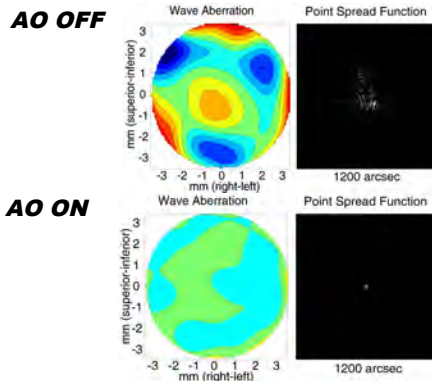 AO OFF
Wave Aberration
Point Spread Function
mm (superior-inferior)
3
2
1
0
-1
-2
-3
-3 -2 -1 0 1 2 3
mm (right-left)
1200 arcsec
AO ON
Wave Aberration
Point Spread Function
mm (superior-inferior)
3
2
1
0
-1
-2
-3
-3 -2 -1 0 1 2 3
mm (right-left)
1200 arcsec